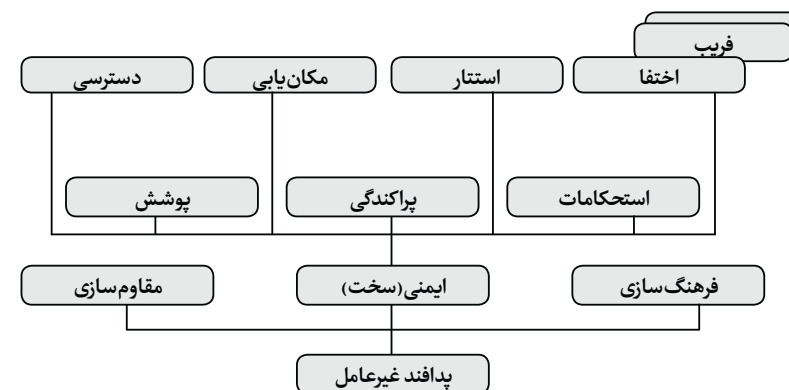 فریب
اختفا
استتار
مکان‌یابی
دسترسی
استحکامات
پراکندگی
پوشش
فرهنگ‌سازی
ایمنی(سخت)
مقاوم‌سازی
پدافند غیرعامل